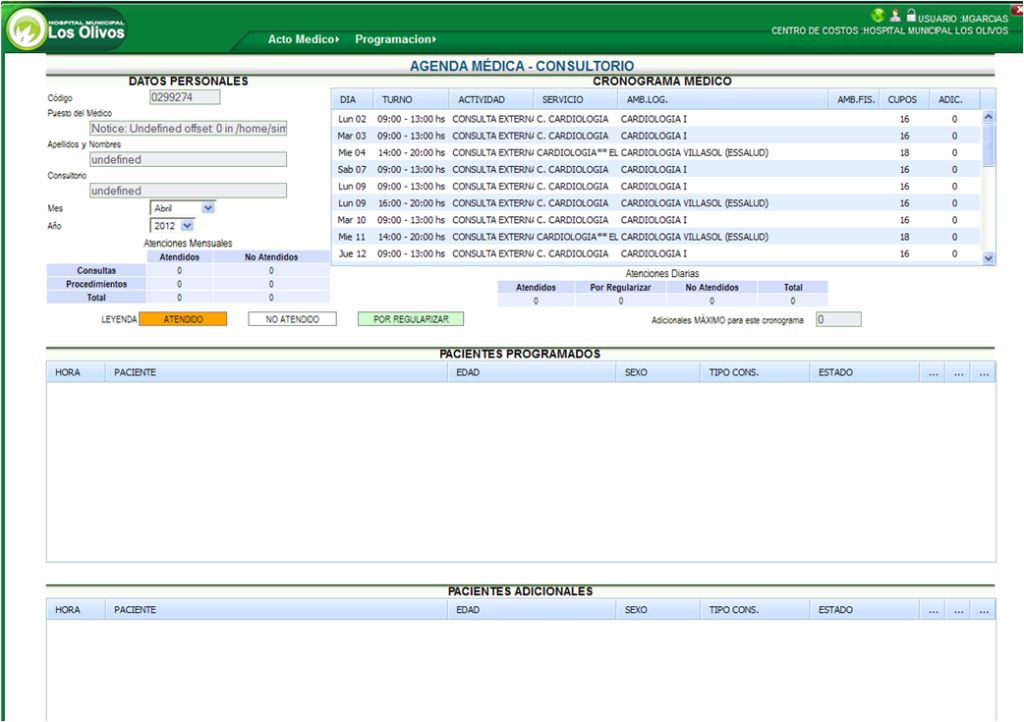 HOSPITAL MUNICIPAL
Los Olivos
Acto Medico
Programacion
USUARIO :MGARCIAS
CENTRO DE COSTOS :HOSPITAL MUNICIPAL LOS OLIVOS
AGENDA MÉDICA - CONSULTORIO
DATOS PERSONALES
Código 0299274
Puesto del Médico
Notice: Undefined offset: 0 in /home/sim
Apellidos y Nombres
undefined
Consultorio
undefined
Mes Abril
Año 2012
Atenciones Mensuales
Atendidos No Atendidos
Consultas 0 0
Procedimientos 0 0
Total 0 0
LEYENDA ATENDIDO NO ATENDIDO POR REGULARIZAR
CRONOGRAMA MÉDICO
DIA TURNO ACTIVIDAD SERVICIO AMB.LOG. AMB.FIS. CUPOS ADIC.
Lun 02 09:00 - 13:00 hs CONSULTA EXTERNA C. CARDIOLOGIA CARDIOLOGIA I 16 0
Mar 03 09:00 - 13:00 hs CONSULTA EXTERNA C. CARDIOLOGIA CARDIOLOGIA I 16 0
Mie 04 14:00 - 20:00 hs CONSULTA EXTERNA CARDIOLOGIA** EL CARDIOLOGIA VILLASOL (ESSALUD) 18 0
Sab 07 09:00 - 13:00 hs CONSULTA EXTERNA C. CARDIOLOGIA CARDIOLOGIA I 16 0
Lun 09 09:00 - 13:00 hs CONSULTA EXTERNA C. CARDIOLOGIA CARDIOLOGIA I 16 0
Lun 09 16:00 - 20:00 hs CONSULTA EXTERNA C. CARDIOLOGIA CARDIOLOGIA VILLASOL (ESSALUD) 16 0
Mar 10 09:00 - 13:00 hs CONSULTA EXTERNA C. CARDIOLOGIA CARDIOLOGIA I 16 0
Mie 11 14:00 - 20:00 hs CONSULTA EXTERNA CARDIOLOGIA** EL CARDIOLOGIA VILLASOL (ESSALUD) 18 0
Jue 12 09:00 - 13:00 hs CONSULTA EXTERNA C. CARDIOLOGIA CARDIOLOGIA I 16 0
Atenciones Diarias
Atendidos Por Regularizar No Atendidos Total
0 0 0 0
Adicionales MÁXIMO para este cronograma 0
PACIENTES PROGRAMADOS
HORA PACIENTE EDAD SEXO TIPO CONS. ESTADO ... ... ...
PACIENTES ADICIONALES
HORA PACIENTE EDAD SEXO TIPO CONS. ESTADO ... ... ...